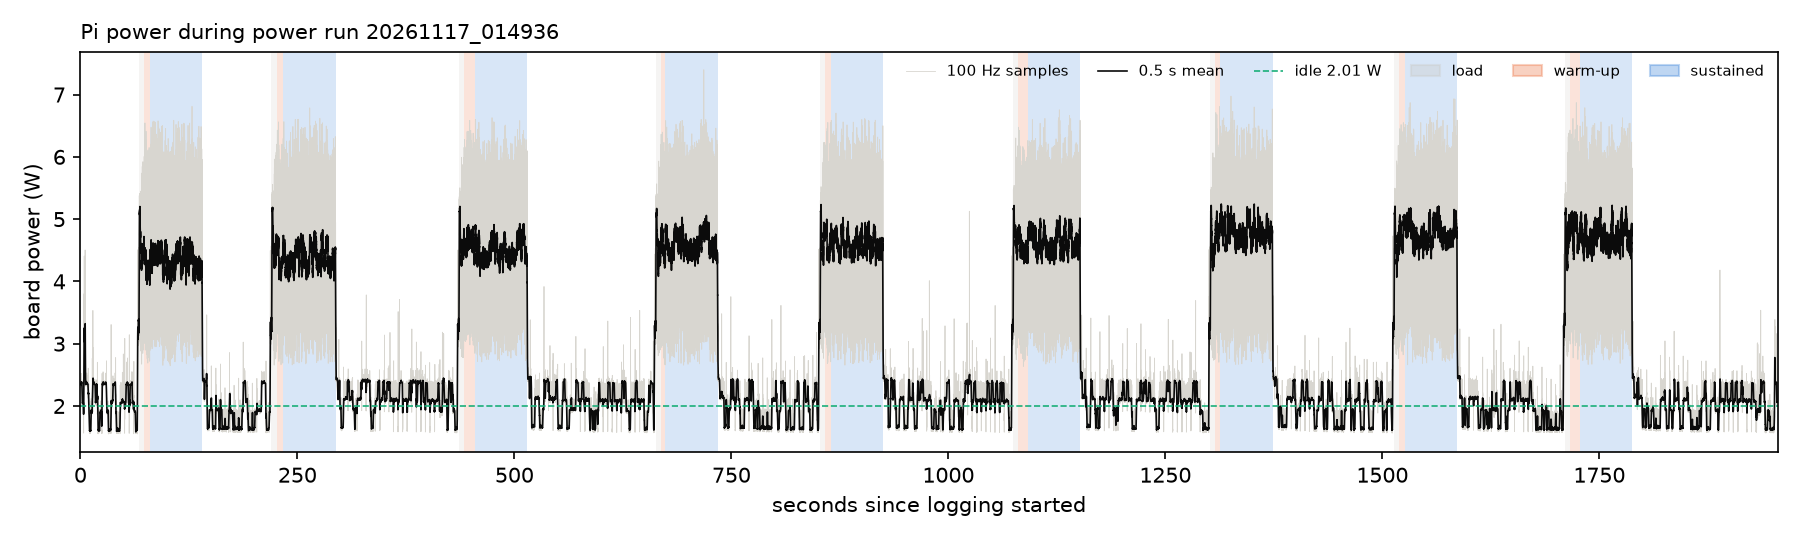 Pi power during power run 20261117_014936
100 Hz samples
0.5 s mean
idle 2.01 W
load
warm-up
sustained
board power (W)
7
6
5
4
3
2
0
250
500
750
1000
1250
1500
1750
seconds since logging started